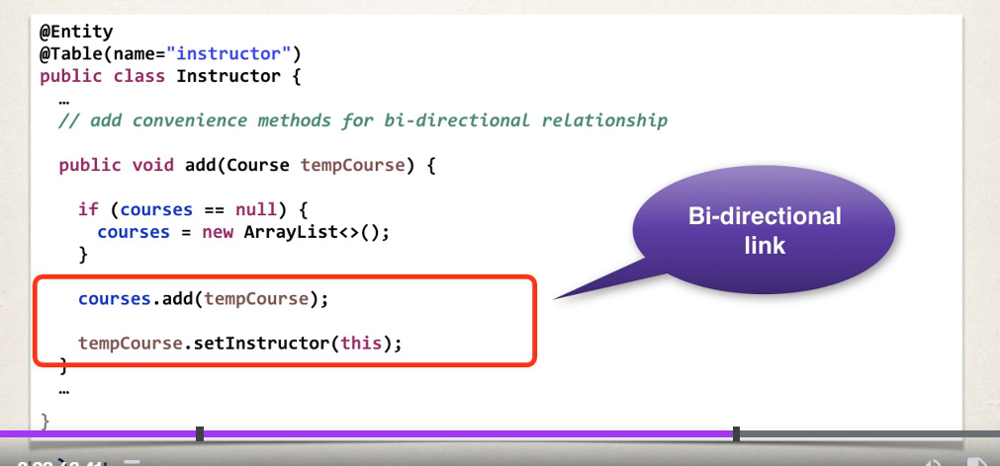 @Entity
@Table(name="instructor")
public class Instructor {
…
// add convenience methods for bi-directional relationship
public void add(Course tempCourse) {
if (courses == null) {
courses = new ArrayList<>();
}
courses.add(tempCourse);
tempCourse.setInstructor(this);
}
…
}
Bi-directional
link